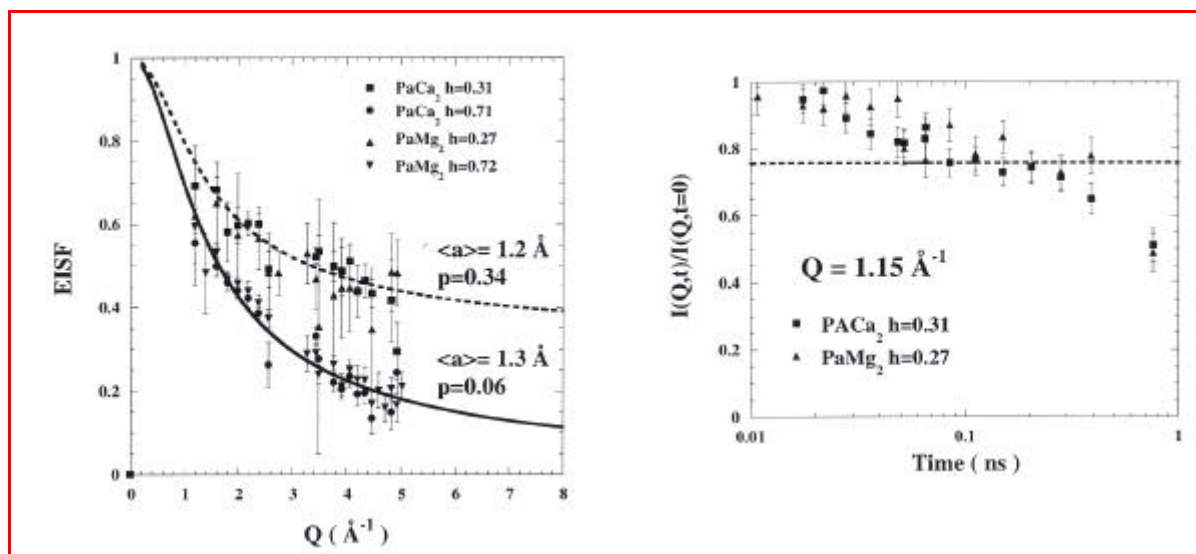 1
0.8
0.6
0.4
0.2
0
EISF
PaCa2 h=0.31
PaCa2 h=0.71
PaMg2 h=0.27
PaMg2 h=0.72
<a>= 1.2 Å
p=0.34
<a>= 1.3 Å
p=0.06
0 1 2 3 4 5 6 7 8
Q ( Å-1 )
1
0.8
0.6
0.4
0.2
0
I(Q,t)/I(Q,t=0)
Q = 1.15 Å-1
PACa2 h=0.31
PaMg2 h=0.27
0.01 0.1 1
Time ( ns )